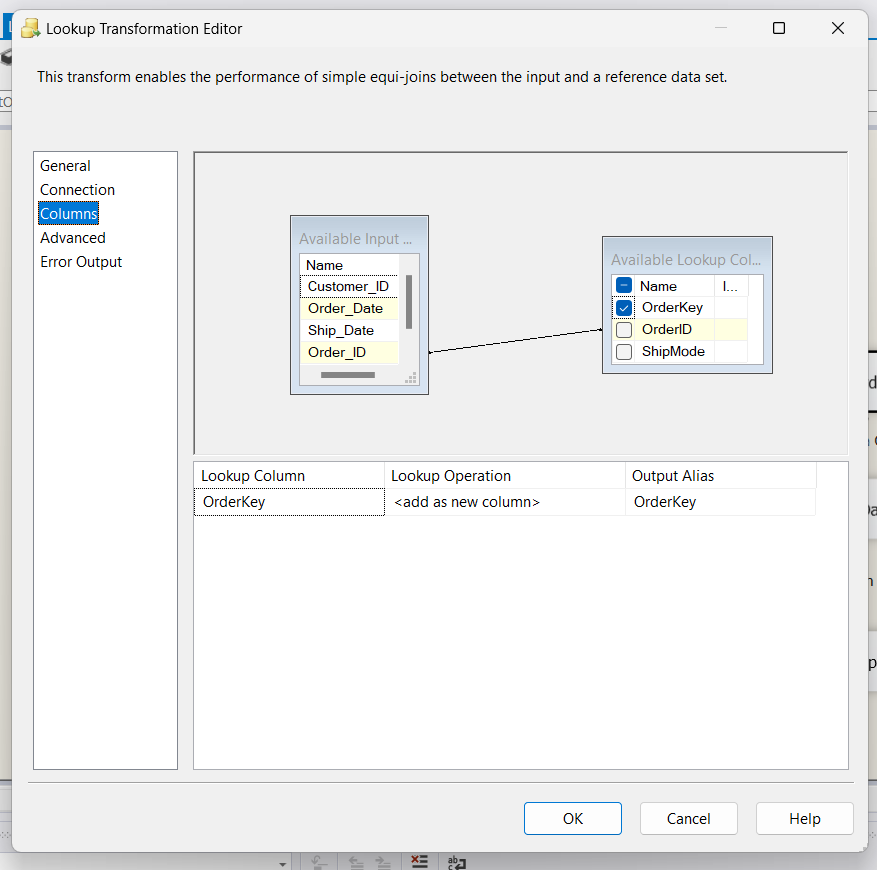 Lookup Transformation Editor
This transform enables the performance of simple equi-joins between the input and a reference data set.
General
Connection
Columns
Advanced
Error Output
Available Input ...
Name
Customer_ID
Order_Date
Ship_Date
Order_ID
Available Lookup Col...
Name I...
OrderKey
OrderID
ShipMode
Lookup Column Lookup Operation Output Alias
OrderKey <add as new column> OrderKey
OK Cancel Help